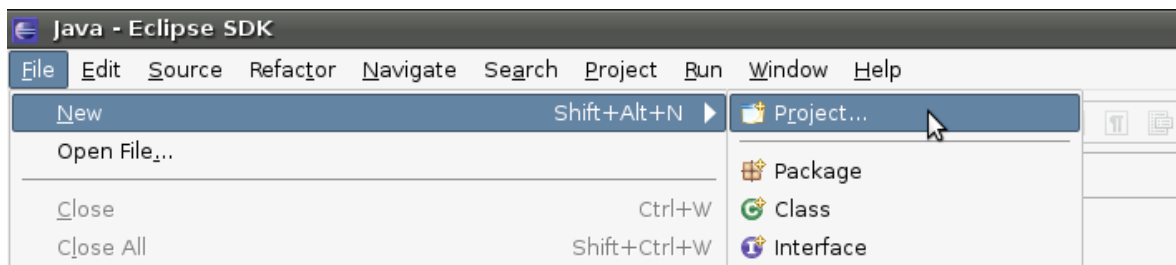 Java - Eclipse SDK
File Edit Source Refactor Navigate Search Project Run Window Help
New Shift+Alt+N Project...
Open File...
Package
Close Ctrl+W Class
Close All Shift+Ctrl+W Interface